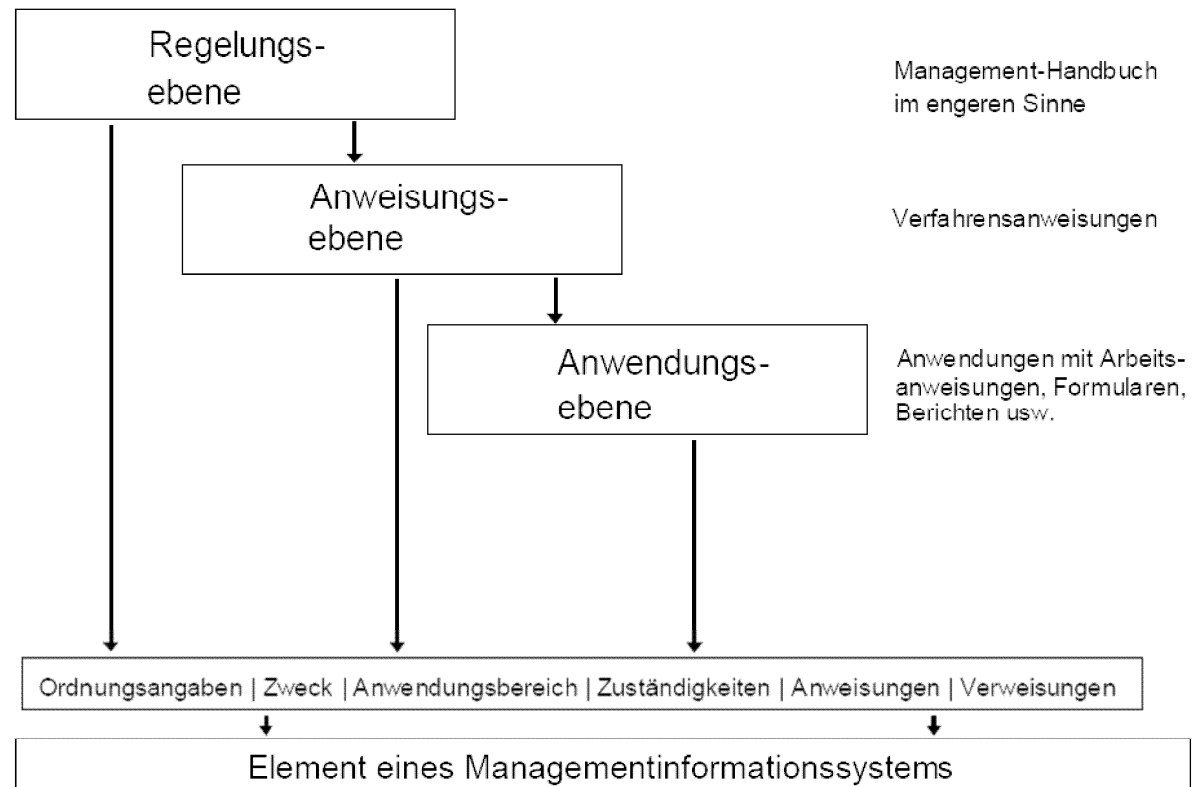 Regelungs-
ebene
Management-Handbuch
im engeren Sinne
Anweisungs-
ebene
Verfahrensanweisungen
Anwendungs-
ebene
Anwendungen mit Arbeits-
anweisungen, Formularen,
Berichten usw.
Ordnungsangaben | Zweck | Anwendungsbereich | Zuständigkeiten | Anweisungen | Verweisungen
Element eines Managementinformationssystems